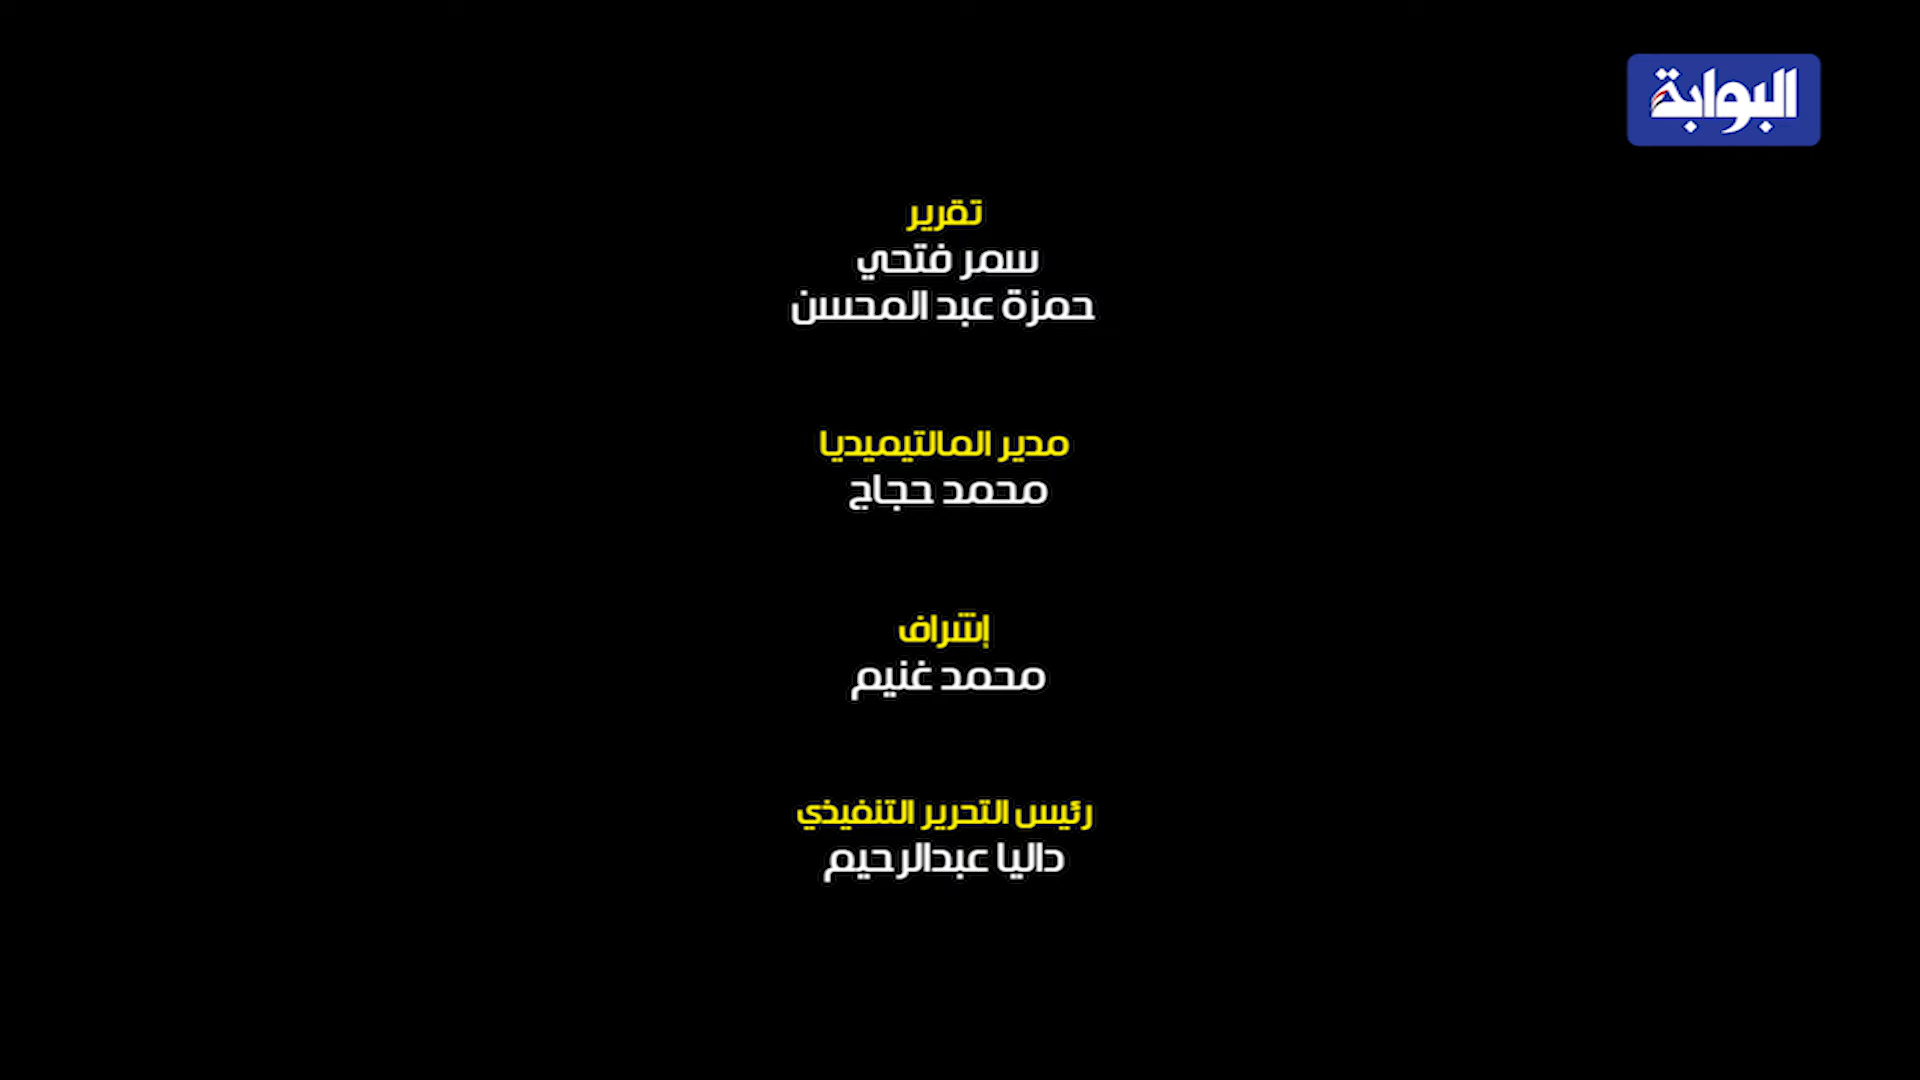 البوابة
تقرير
سمر فتحي
حمزة عبد المحسن
مدير المالتيميديا
محمد حجاج
إشراف
محمد غنيم
رئيس التحرير التنفيذي
داليا عبدالرحيم